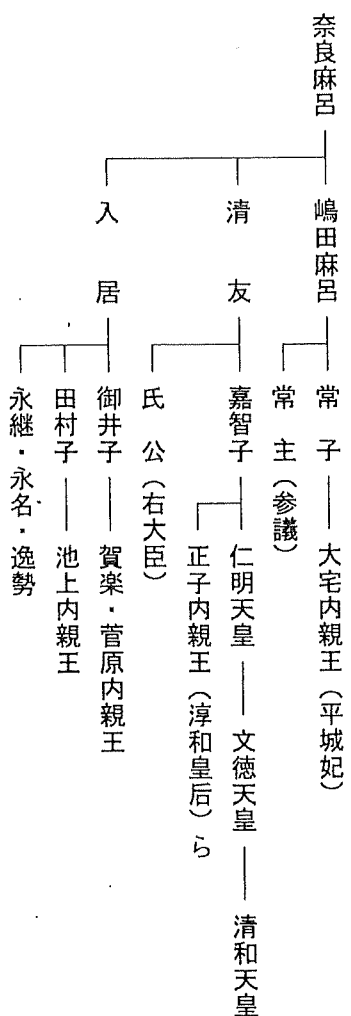 奈良麻呂
嶋田麻呂
常子
大宅内親王（平城妃）
常主（参議）
清友
嘉智子
仁明天皇
文徳天皇
清和天皇
正子内親王（淳和皇后）ら
氏公（右大臣）
入居
御井子
賀楽・菅原内親王
田村子
池上内親王
永継・永名・逸勢